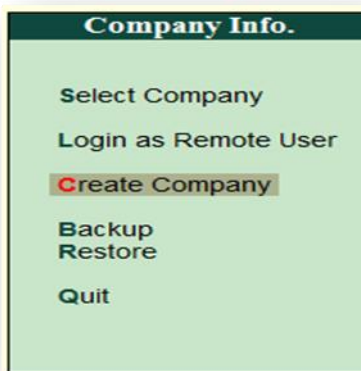 Company Info.
Select Company
Login as Remote User
Create Company
Backup
Restore
Quit